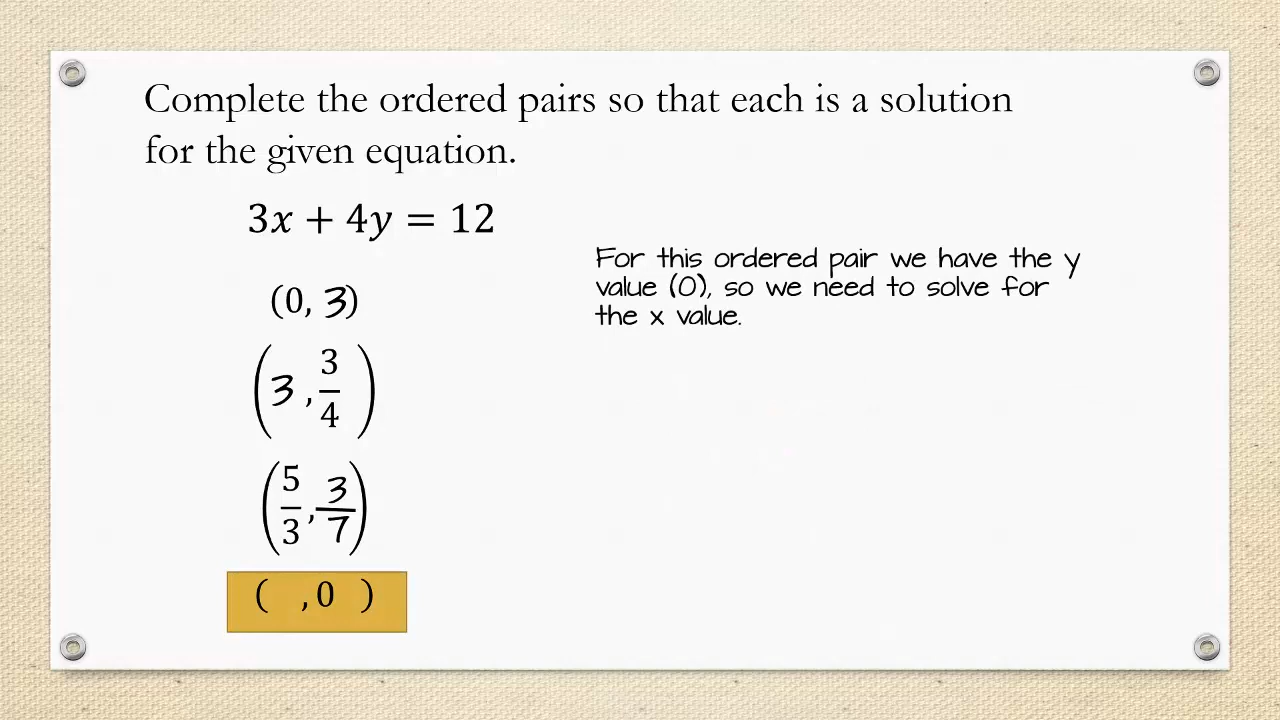 Complete the ordered pairs so that each is a solution
for the given equation.
3x + 4y = 12
For this ordered pair we have the y
value (0), so we need to solve for
the x value.
(0, 3)
(3 , 3/4 )
(5/3, 3/7)
( , 0 )